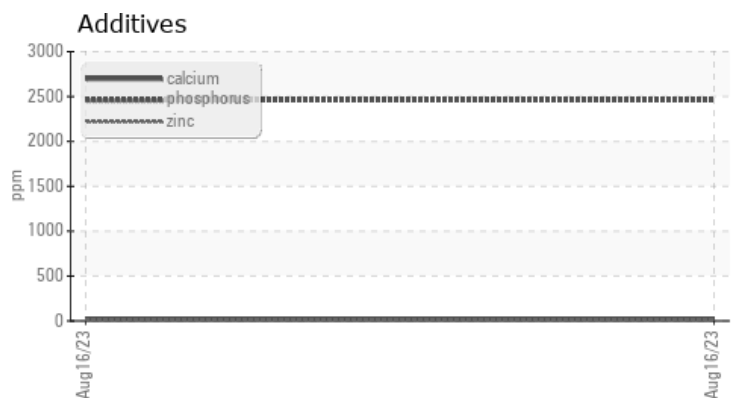 Additives
3000
2500
2000
1500
1000
500
0
ppm
calcium
phosphorus
zinc
Aug16/23
Aug16/23